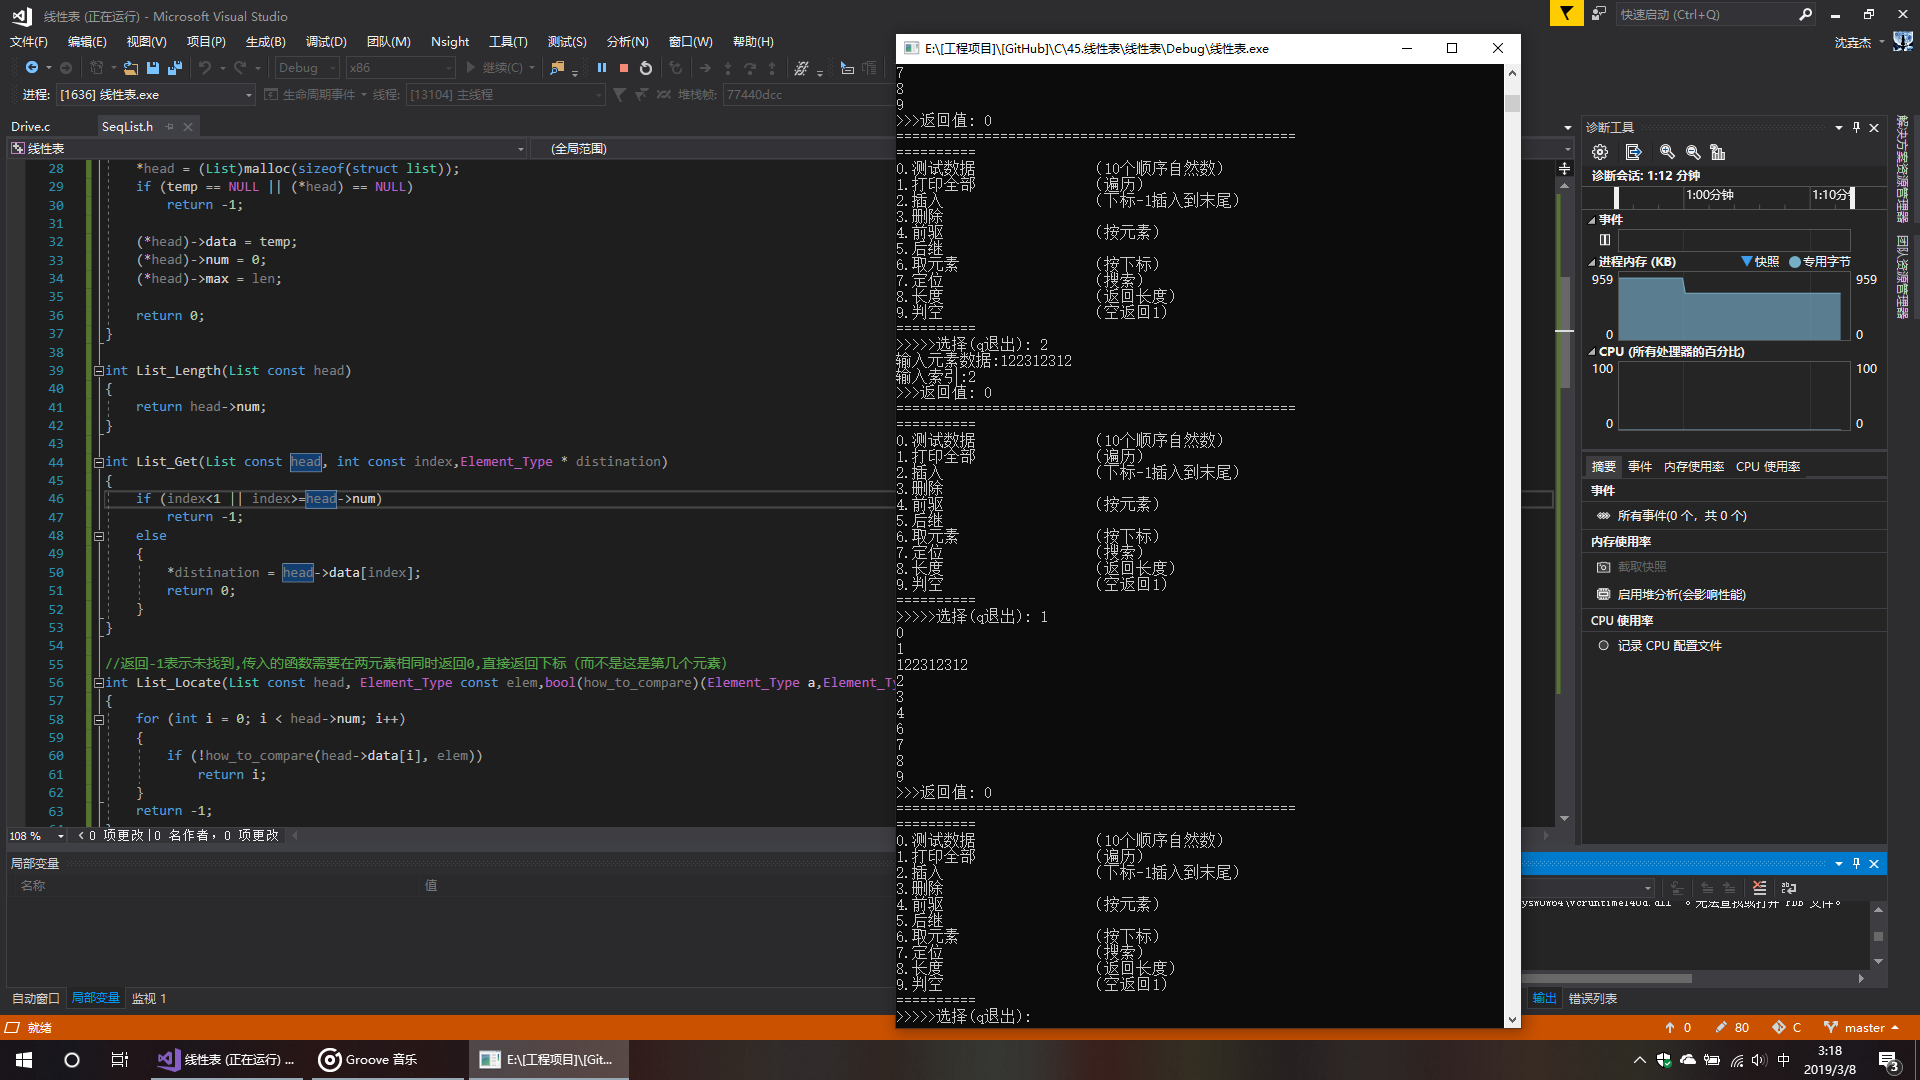 线性表 (正在运行) - Microsoft Visual Studio
快速启动 (Ctrl+Q)
文件(F) 编辑(E) 视图(V) 项目(P) 生成(B) 调试(D) 团队(M) Nsight 工具(T) 测试(S) 分析(N) 窗口(W) 帮助(H)
沈垚杰
Debug x86 继续(C)
进程: [1636] 线性表.exe 生命周期事件 线程: [13104] 主线程 堆栈帧: 77440dcc
Drive.c SeqList.h
线性表 (全局范围)
28 *head = (List)malloc(sizeof(struct list));
29 if (temp == NULL || (*head) == NULL)
30 return -1;
31
32 (*head)->data = temp;
33 (*head)->num = 0;
34 (*head)->max = len;
35
36 return 0;
37 }
38
39 int List_Length(List const head)
40 {
41 return head->num;
42 }
43
44 int List_Get(List const head, int const index,Element_Type * distination)
45 {
46 if (index<1 || index>=head->num)
47 return -1;
48 else
49 {
50 *distination = head->data[index];
51 return 0;
52 }
53 }
54
55 //返回-1表示未找到,传入的函数需要在两元素相同时返回0,直接返回下标（而不是这是第几个元素）
56 int List_Locate(List const head, Element_Type const elem,bool(how_to_compare)(Element_Type a,Element_Ty
57 {
58 for (int i = 0; i < head->num; i++)
59 {
60 if (!how_to_compare(head->data[i], elem))
61 return i;
62 }
63 return -1;
108 % 0 项更改 | 0 名作者，0 项更改
局部变量
名称 值
自动窗口 局部变量 监视 1
就绪
E:\[工程项目]\[GitHub]\C\45.线性表\线性表\Debug\线性表.exe
7
8
9
>>>返回值: 0
==================================================
==========
0.测试数据 （10个顺序自然数）
1.打印全部 （遍历）
2.插入 （下标-1插入到末尾）
3.删除
4.前驱 （按元素）
5.后继
6.取元素 （按下标）
7.定位 （搜索）
8.长度 （返回长度）
9.判空 （空返回1）
==========
>>>>>选择(q退出): 2
输入元素数据:122312312
输入索引:2
>>>返回值: 0
==================================================
==========
0.测试数据 （10个顺序自然数）
1.打印全部 （遍历）
2.插入 （下标-1插入到末尾）
3.删除
4.前驱 （按元素）
5.后继
6.取元素 （按下标）
7.定位 （搜索）
8.长度 （返回长度）
9.判空 （空返回1）
==========
>>>>>选择(q退出): 1
0
1
122312312
2
3
4
6
7
8
9
>>>返回值: 0
==================================================
==========
0.测试数据 （10个顺序自然数）
1.打印全部 （遍历）
2.插入 （下标-1插入到末尾）
3.删除
4.前驱 （按元素）
5.后继
6.取元素 （按下标）
7.定位 （搜索）
8.长度 （返回长度）
9.判空 （空返回1）
==========
>>>>>选择(q退出):
诊断工具
诊断会话: 1:12 分钟
1:00分钟 1:10分
事件
进程内存 (KB) 快照 专用字节
959 959
0 0
CPU (所有处理器的百分比)
100 100
0 0
摘要 事件 内存使用率 CPU 使用率
事件
所有事件(0 个，共 0 个)
内存使用率
截取快照
启用堆分析(会影响性能)
CPU 使用率
记录 CPU 配置文件
解决方案资源管理器
团队资源管理器
输出 错误列表
0 80 C master
线性表 (正在运行) ... Groove 音乐 E:\[工程项目]\[Git...
中 3:18
2019/3/8
3